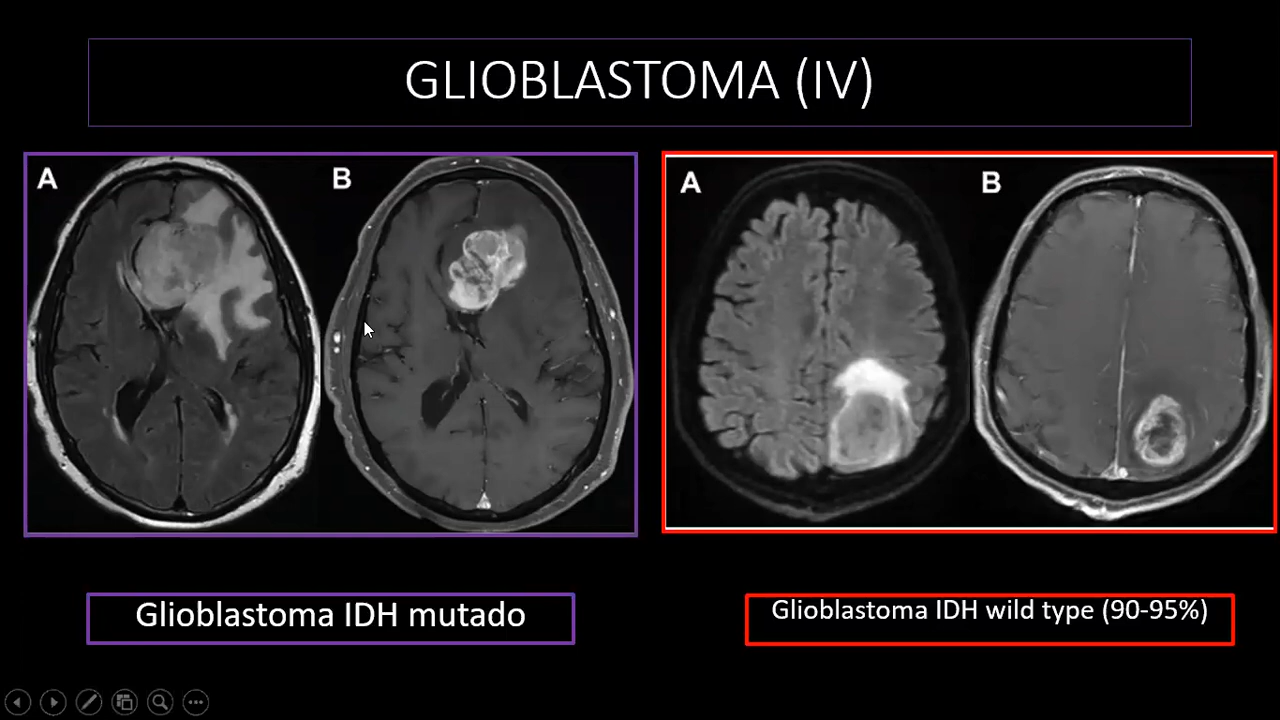 GLIOBLASTOMA (IV)
A
B
A
B
Glioblastoma IDH mutado
Glioblastoma IDH wild type (90-95%)